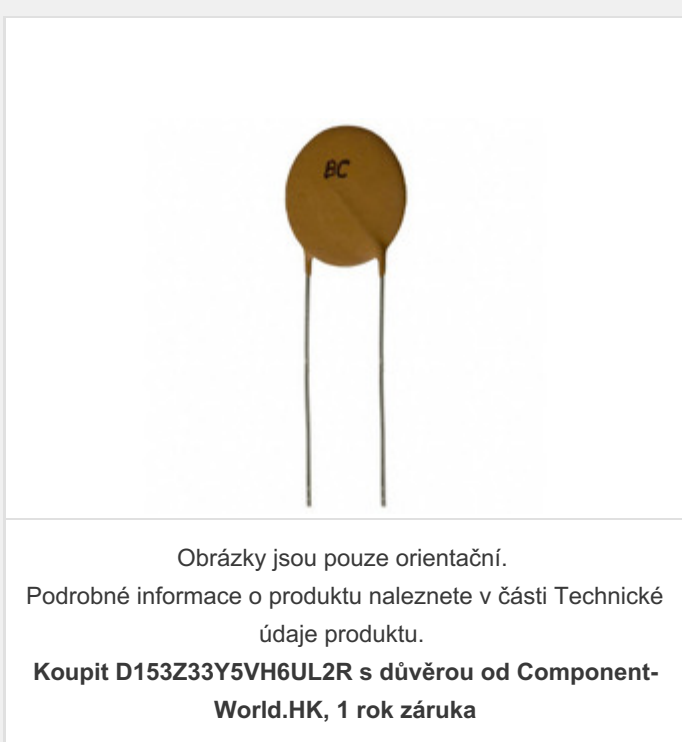 BC
Obrázky jsou pouze orientační.
Podrobné informace o produktu naleznete v části Technické
údaje produktu.
Koupit D153Z33Y5VH6UL2R s důvěrou od Component-
World.HK, 1 rok záruka